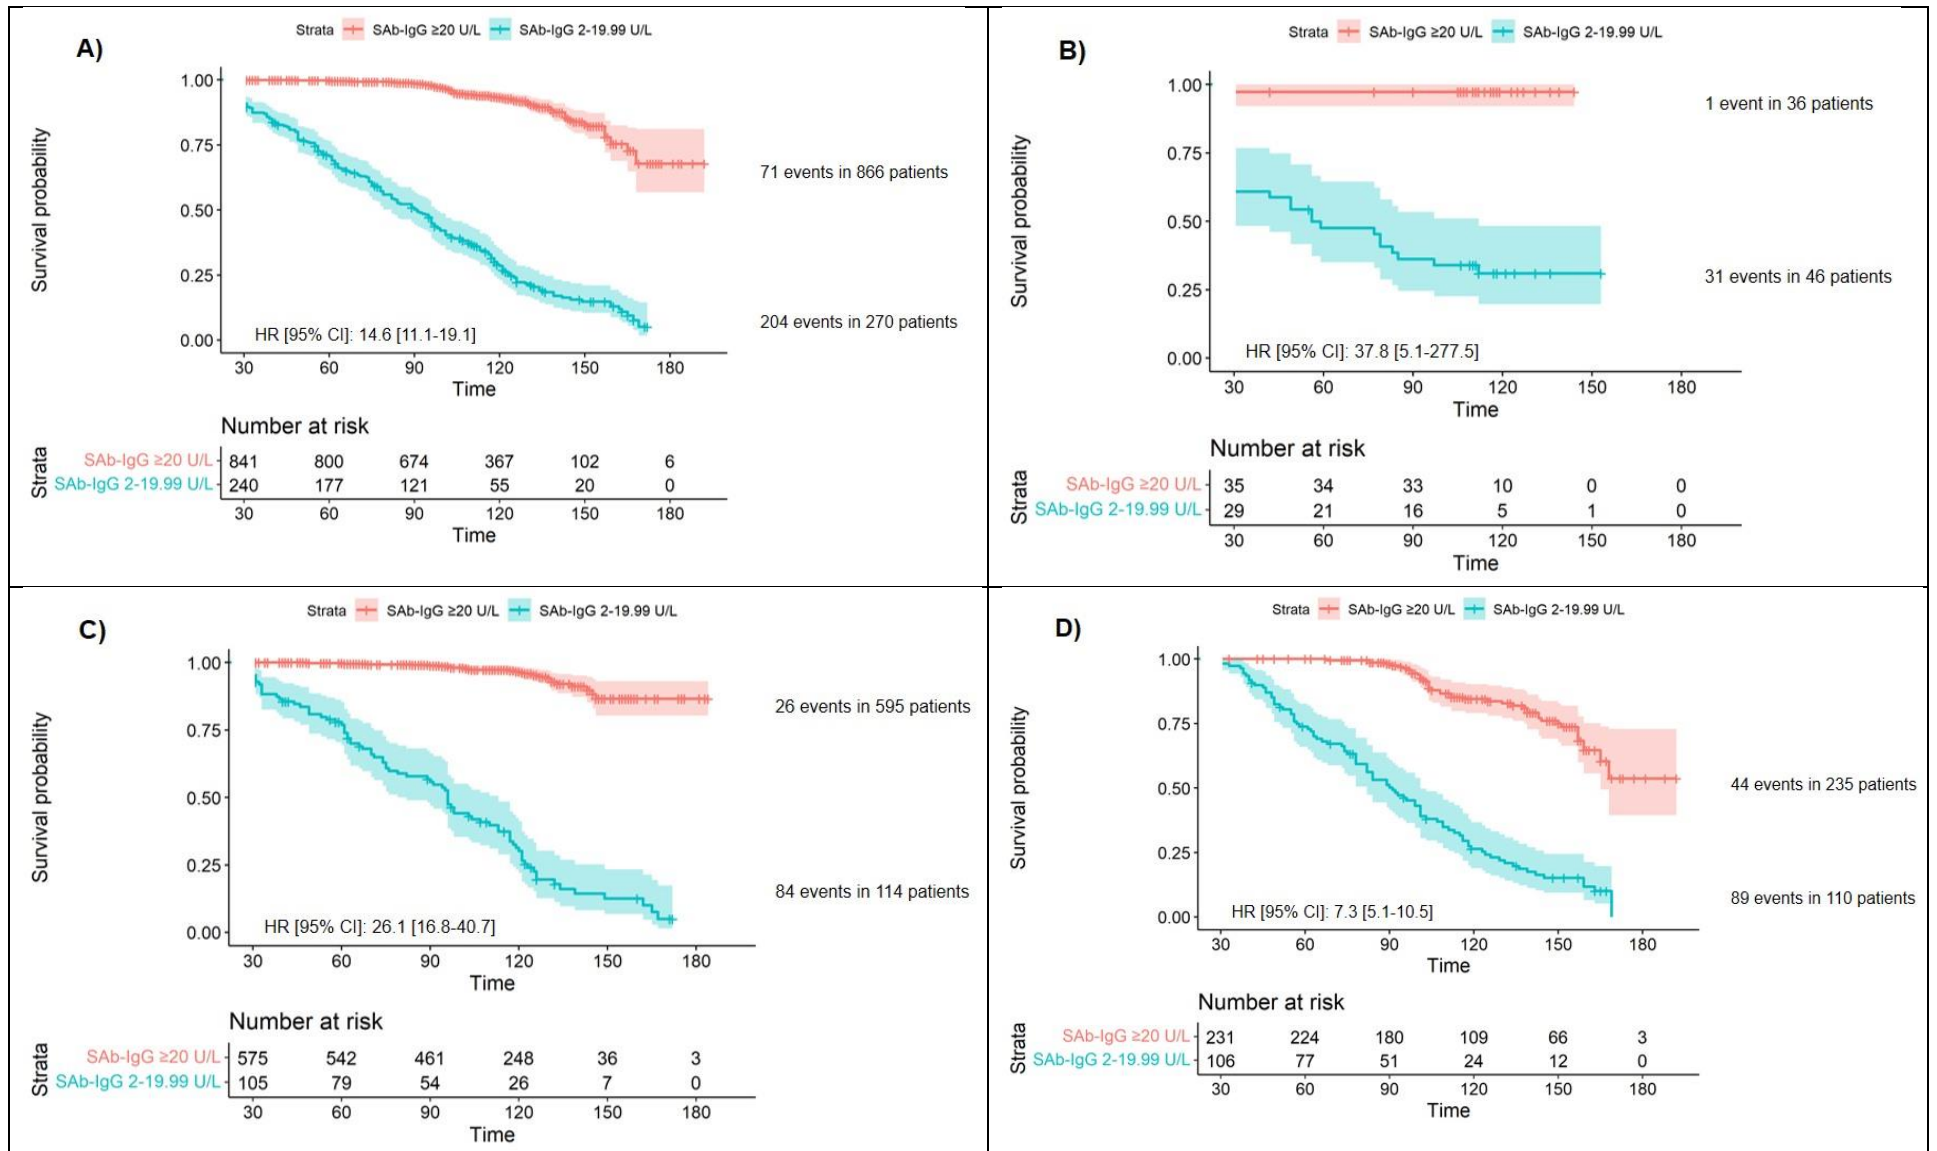 A)
Strata SAb-IgG ≥20 U/L SAb-IgG 2-19.99 U/L
Survival probability
1.00
0.75
0.50
0.25
0.00
71 events in 866 patients
204 events in 270 patients
HR [95% CI]: 14.6 [11.1-19.1]
30 60 90 120 150 180
Time
Number at risk
Strata
SAb-IgG ≥20 U/L 841 800 674 367 102 6
SAb-IgG 2-19.99 U/L 240 177 121 55 20 0
30 60 90 120 150 180
Time
B)
Strata SAb-IgG ≥20 U/L SAb-IgG 2-19.99 U/L
Survival probability
1.00
0.75
0.50
0.25
0.00
1 event in 36 patients
31 events in 46 patients
HR [95% CI]: 37.8 [5.1-277.5]
30 60 90 120 150 180
Time
Number at risk
Strata
SAb-IgG ≥20 U/L 35 34 33 10 0 0
SAb-IgG 2-19.99 U/L 29 21 16 5 1 0
30 60 90 120 150 180
Time
C)
Strata SAb-IgG ≥20 U/L SAb-IgG 2-19.99 U/L
Survival probability
1.00
0.75
0.50
0.25
0.00
26 events in 595 patients
84 events in 114 patients
HR [95% CI]: 26.1 [16.8-40.7]
30 60 90 120 150 180
Time
Number at risk
Strata
SAb-IgG ≥20 U/L 575 542 461 248 36 3
SAb-IgG 2-19.99 U/L 105 79 54 26 7 0
30 60 90 120 150 180
Time
D)
Strata SAb-IgG ≥20 U/L SAb-IgG 2-19.99 U/L
Survival probability
1.00
0.75
0.50
0.25
0.00
44 events in 235 patients
89 events in 110 patients
HR [95% CI]: 7.3 [5.1-10.5]
30 60 90 120 150 180
Time
Number at risk
Strata
SAb-IgG ≥20 U/L 231 224 180 109 66 3
SAb-IgG 2-19.99 U/L 106 77 51 24 12 0
30 60 90 120 150 180
Time